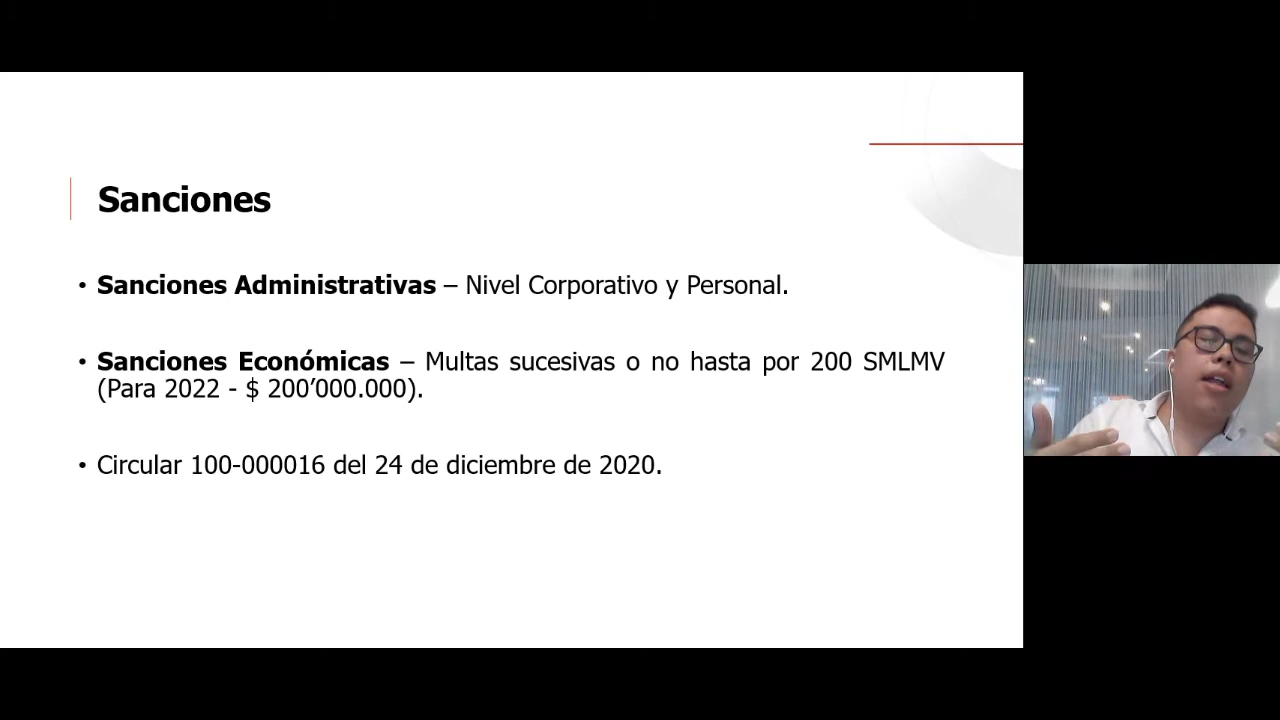 Sanciones
• Sanciones Administrativas – Nivel Corporativo y Personal.
• Sanciones Económicas – Multas sucesivas o no hasta por 200 SMLMV
(Para 2022 - $ 200’000.000).
• Circular 100-000016 del 24 de diciembre de 2020.